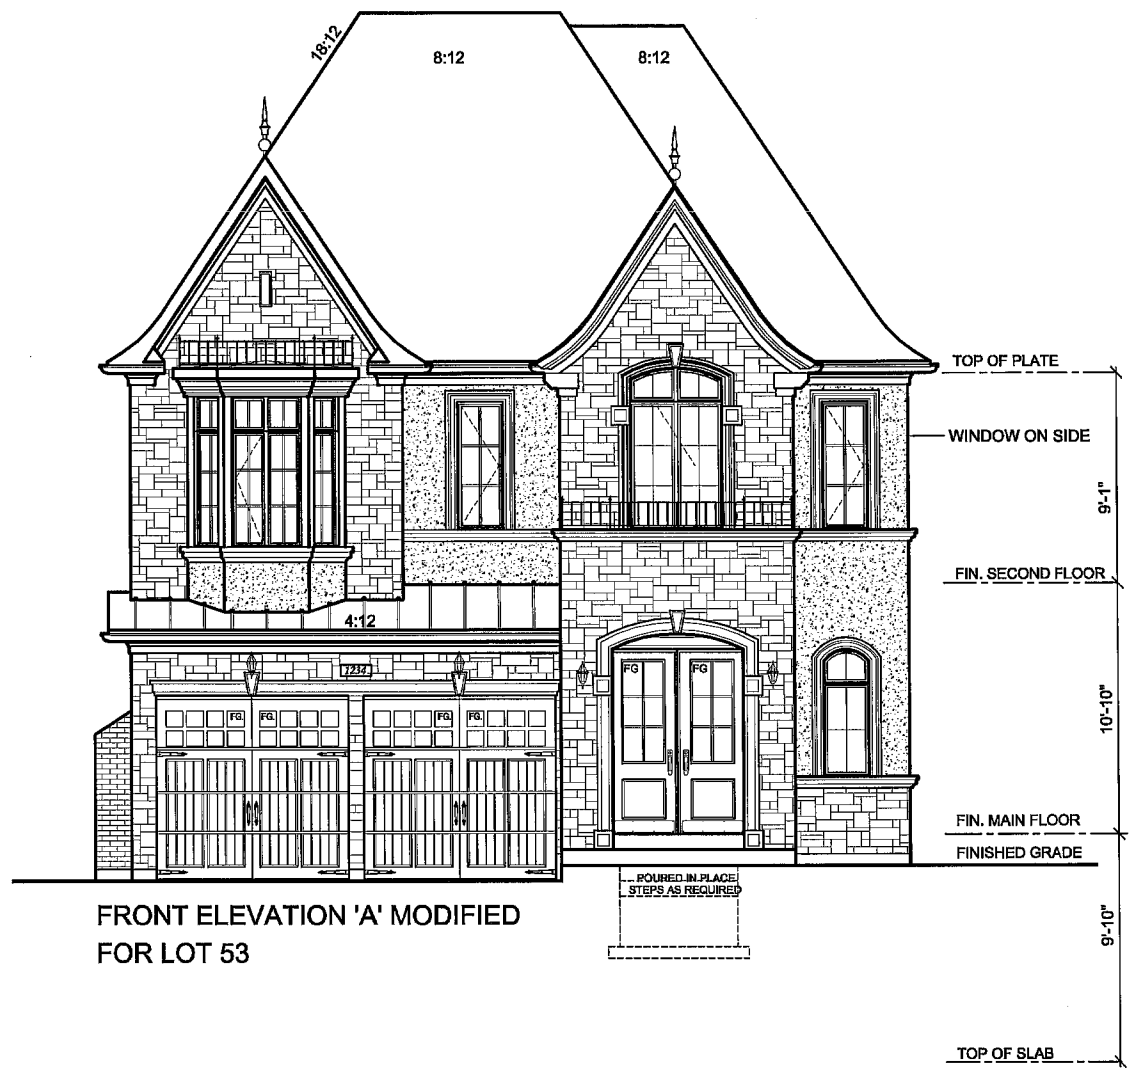 18:12
8:12
8:12
TOP OF PLATE
WINDOW ON SIDE
9'-1"
FIN. SECOND FLOOR
4:12
1234
FG
FG
FG.
FG.
FG.
FG.
10'-10"
FIN. MAIN FLOOR
FINISHED GRADE
POURED IN PLACE
STEPS AS REQUIRED
FRONT ELEVATION 'A' MODIFIED
FOR LOT 53
9'-10"
TOP OF SLAB